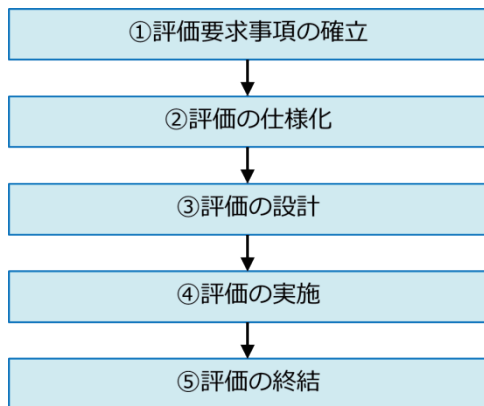 ①評価要求事項の確立
②評価の仕様化
③評価の設計
④評価の実施
⑤評価の終結